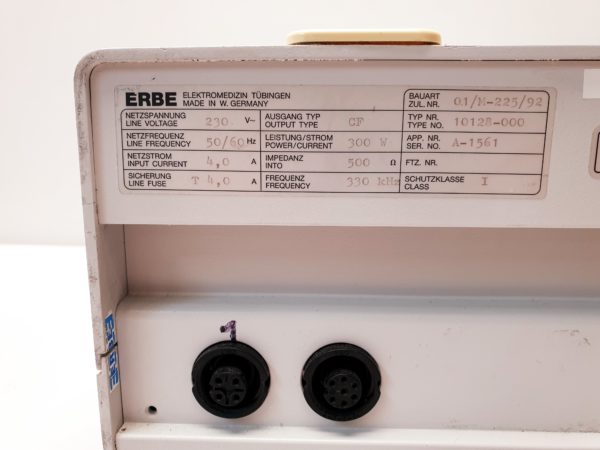 ERBE ELEKTROMEDIZIN TÜBINGEN
MADE IN W. GERMANY
BAUART
ZUL. NR. 01/M-225/92
NETZSPANNUNG
LINE VOLTAGE 230 V~
AUSGANG TYP
OUTPUT TYPE CF
TYP NR.
TYPE NO. 10128-000
NETZFREQUENZ
LINE FREQUENCY 50/60 Hz
LEISTUNG/STROM
POWER/CURRENT 300 W
APP. NR.
SER. NO. A-1561
NETZSTROM
INPUT CURRENT 4,0 A
IMPEDANZ
INTO 500 Ω
FTZ. NR.
SICHERUNG
LINE FUSE T 4,0 A
FREQUENZ
FREQUENCY 330 kHz
SCHUTZKLASSE
CLASS I
1